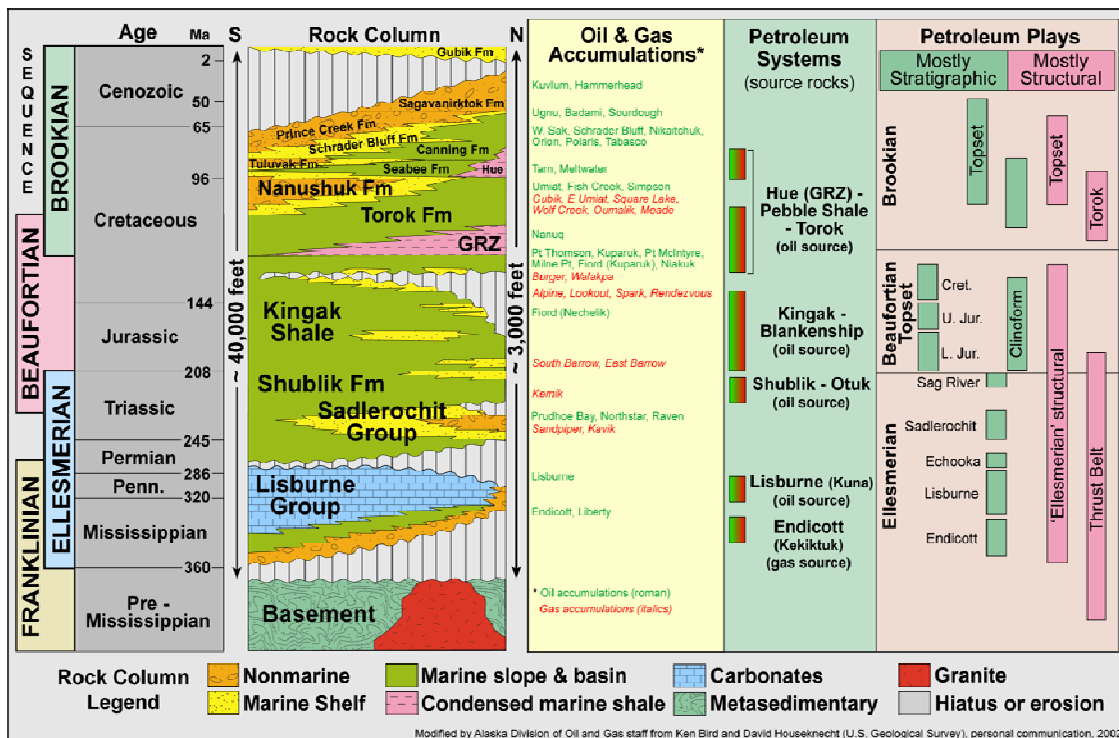 SEQUENCE
BROOKIAN
BEAUFORTIAN
ELLESMERIAN
FRANKLINIAN
Age
Ma
Cenozoic
Cretaceous
Jurassic
Triassic
Permian
Penn.
Mississippian
Pre -
Mississippian
2
50
65
96
144
208
245
286
320
360
S
Rock Column
N
~ 40,000 feet
~ 3,000 feet
Gubik Fm
Sagavanirktok Fm
Prince Creek Fm
Schrader Bluff Fm
Canning Fm
Tuluvak Fm
Seabee Fm
Hue
Nanushuk Fm
Torok Fm
GRZ
Kingak
Shale
Shublik Fm
Sadlerochit
Group
Lisburne
Group
Basement
Oil & Gas
Accumulations*
Kuvlum, Hammerhead
Ugnu, Badami, Sourdough
W. Sak, Schrader Bluff, Nikaitchuk,
Orion, Polaris, Tabasco
Tarn, Meltwater
Umiat, Fish Creek, Simpson
Gubik, E Umiat, Square Lake,
Wolf Creek, Oumalik, Meade
Nanuq
Pt Thomson, Kuparuk, Pt McIntyre,
Milne Pt, Fiord (Kuparuk), Niakuk
Burger, Walakpa
Alpine, Lookout, Spark, Rendezvous
Fiord (Nechelik)
South Barrow, East Barrow
Kemik
Prudhoe Bay, Northstar, Raven
Sandpiper, Kavik
Lisburne
Endicott, Liberty
* Oil accumulations (roman)
Gas accumulations (italics)
Petroleum
Systems
(source rocks)
Hue (GRZ) -
Pebble Shale
- Torok
(oil source)
Kingak -
Blankenship
(oil source)
Shublik - Otuk
(oil source)
Lisburne (Kuna)
(oil source)
Endicott
(Kekiktuk)
(gas source)
Petroleum Plays
Mostly
Stratigraphic
Mostly
Structural
Brookian
Topset
Topset
Torok
Beaufortian
Topset
Cret.
U. Jur.
L. Jur.
Clinoform
Ellesmerian
Sag River
Sadlerochit
Echooka
Lisburne
Endicott
'Ellesmerian' structural
Thrust Belt
Rock Column
Legend
Nonmarine
Marine slope & basin
Carbonates
Granite
Marine Shelf
Condensed marine shale
Metasedimentary
Hiatus or erosion
Modified by Alaska Division of Oil and Gas staff from Ken Bird and David Houseknecht (U.S. Geological Survey), personal communication,